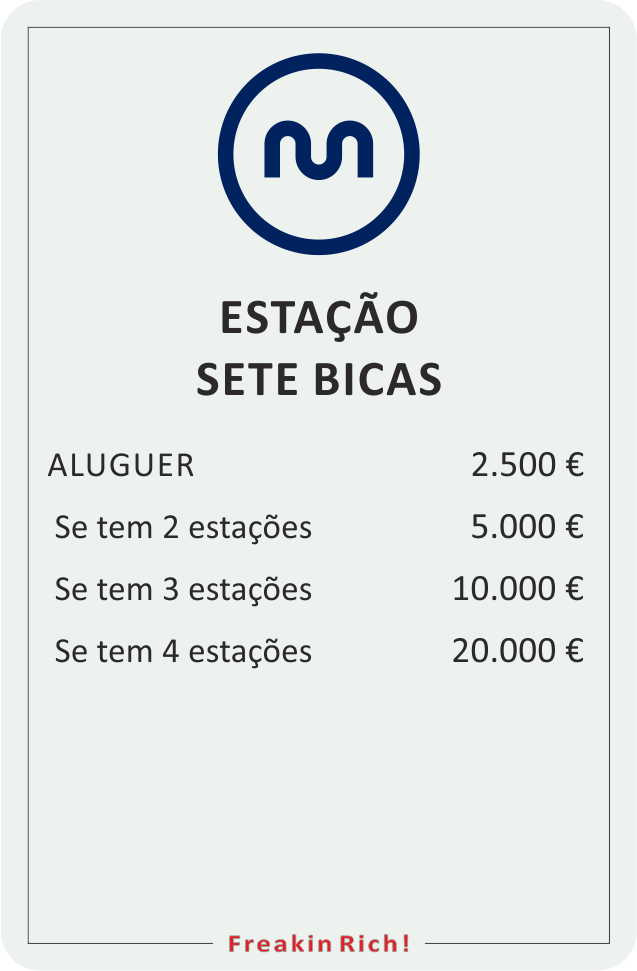 ESTAÇÃO
SETE BICAS
ALUGUER 2.500 €
Se tem 2 estações 5.000 €
Se tem 3 estações 10.000 €
Se tem 4 estações 20.000 €
Freakin Rich!